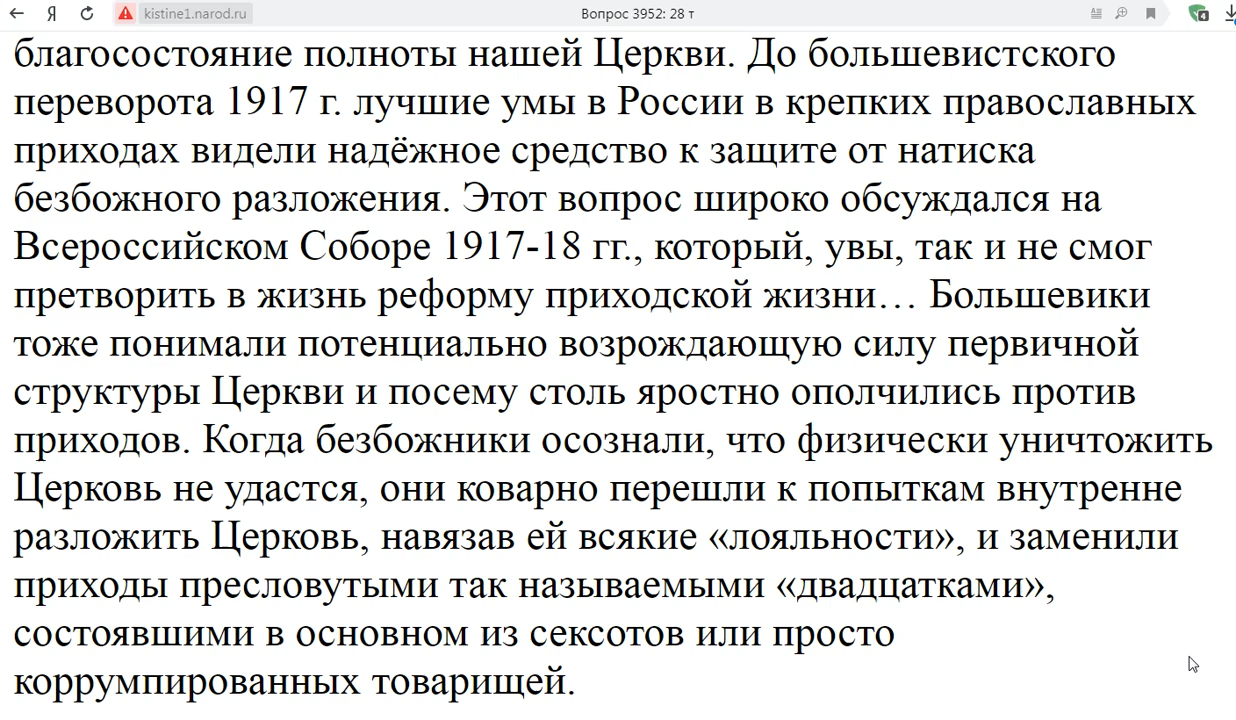 kistine1.narod.ru
Вопрос 3952: 28 т
4
благосостояние полноты нашей Церкви. До большевистского
переворота 1917 г. лучшие умы в России в крепких православных
приходах видели надёжное средство к защите от натиска
безбожного разложения. Этот вопрос широко обсуждался на
Всероссийском Соборе 1917-18 гг., который, увы, так и не смог
претворить в жизнь реформу приходской жизни… Большевики
тоже понимали потенциально возрождающую силу первичной
структуры Церкви и посему столь яростно ополчились против
приходов. Когда безбожники осознали, что физически уничтожить
Церковь не удастся, они коварно перешли к попыткам внутренне
разложить Церковь, навязав ей всякие «лояльности», и заменили
приходы пресловутыми так называемыми «двадцатками»,
состоявшими в основном из сексотов или просто
коррумпированных товарищей.